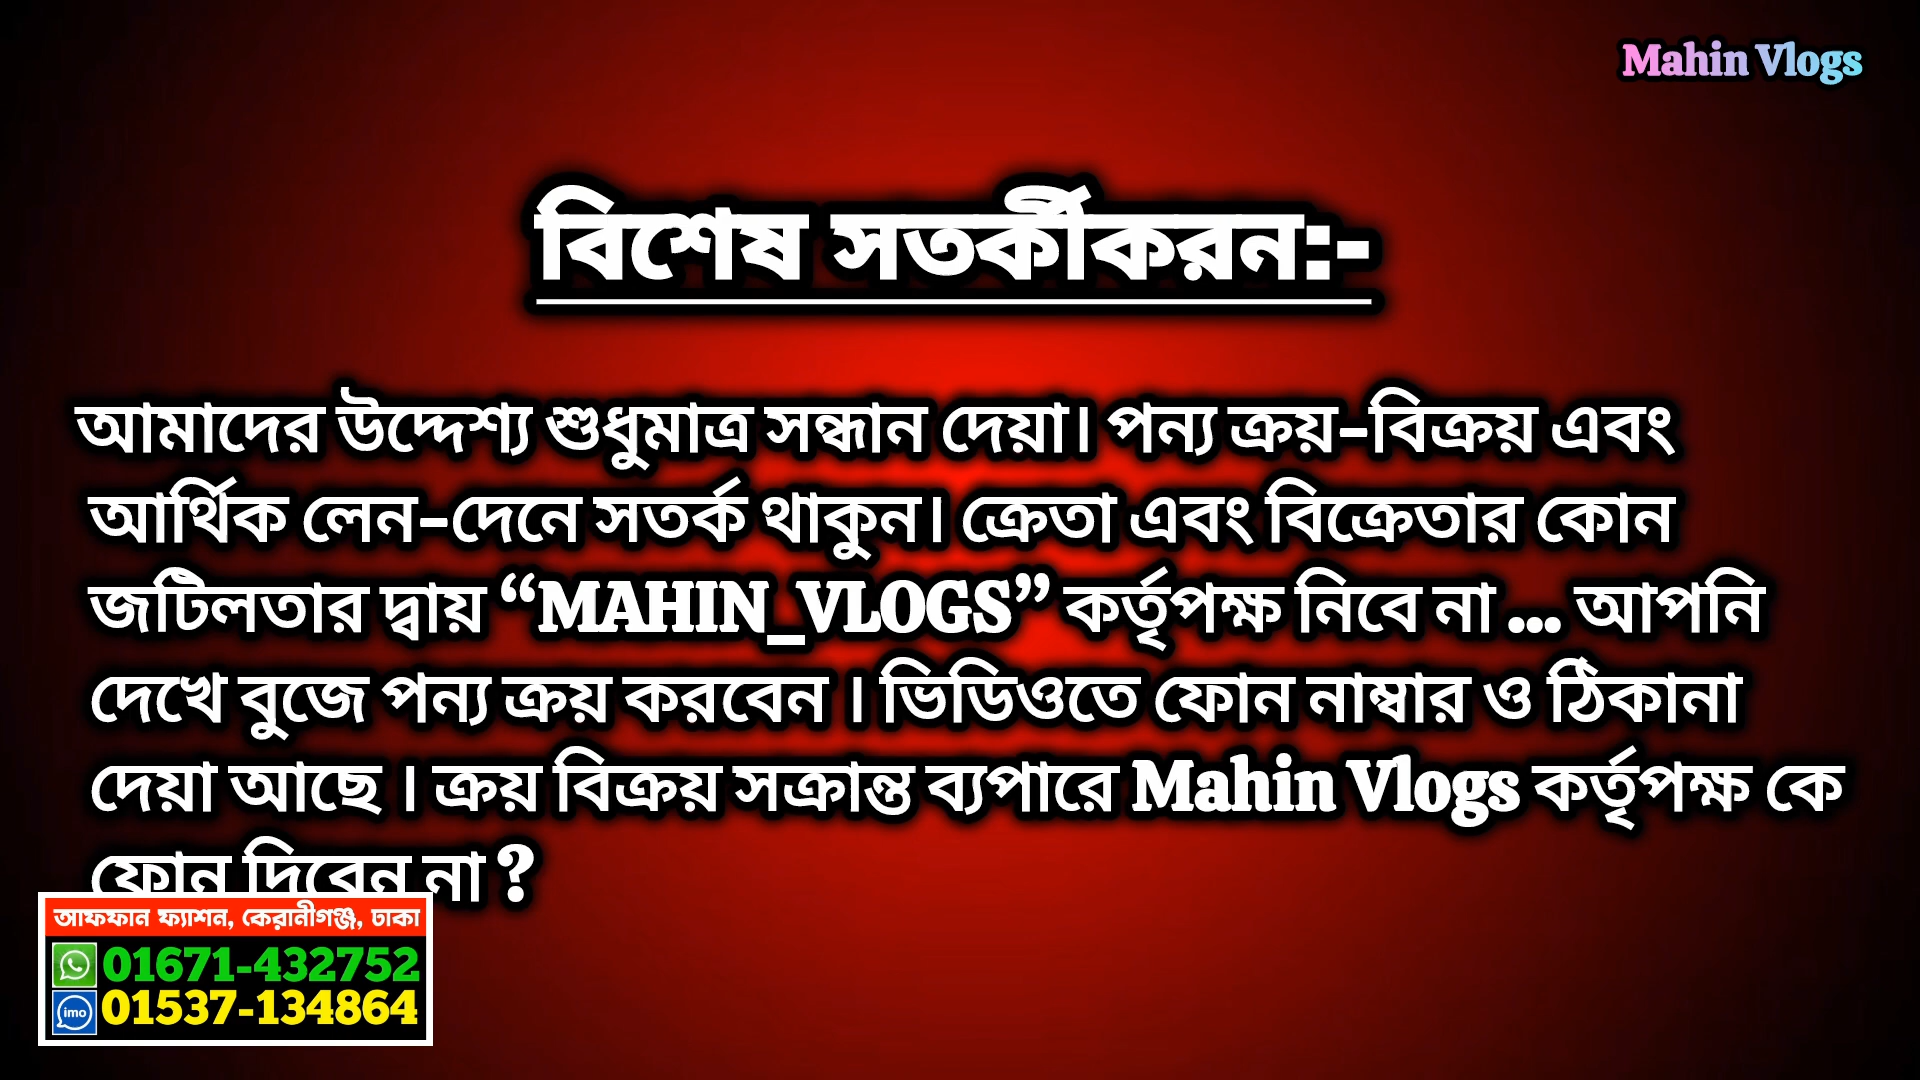 Mahin Vlogs
বিশেষ সতর্কীকরন:-
আমাদের উদ্দেশ্য শুধুমাত্র সন্ধান দেয়া। পন্য ক্রয়-বিক্রয় এবং
আর্থিক লেন-দেনে সতর্ক থাকুন। ক্রেতা এবং বিক্রেতার কোন
জটিলতার দ্বায় “MAHIN_VLOGS” কর্তৃপক্ষ নিবে না ... আপনি
দেখে বুজে পন্য ক্রয় করবেন । ভিডিওতে ফোন নাম্বার ও ঠিকানা
দেয়া আছে । ক্রয় বিক্রয় সক্রান্ত ব্যপারে Mahin Vlogs কর্তৃপক্ষ কে
ফোন দিবেন না ?
আফফান ফ্যাশন, কেরানীগঞ্জ, ঢাকা
01671-432752
imo 01537-134864